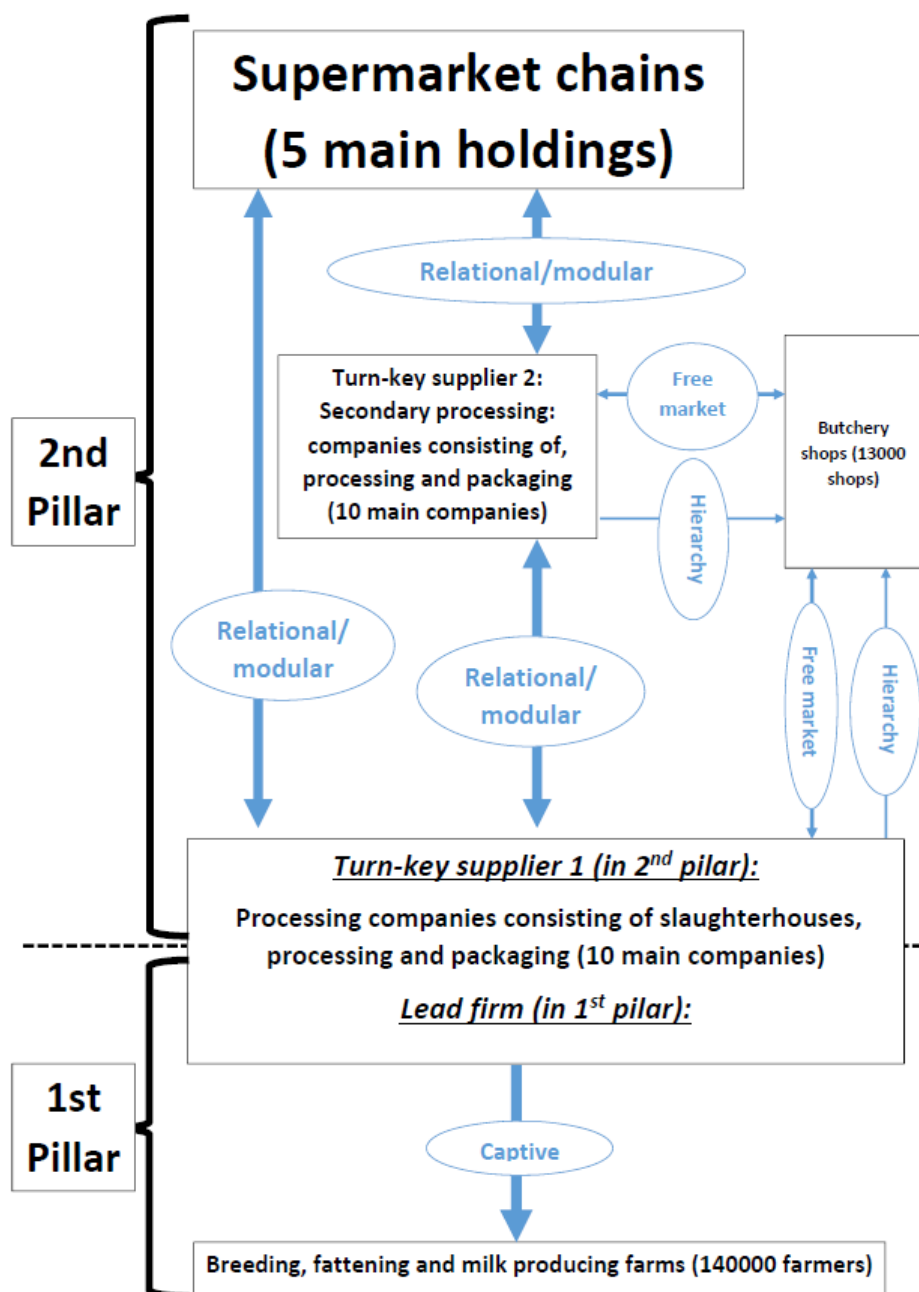 Supermarket chains
(5 main holdings)
Relational/modular
Turn-key supplier 2:
Secondary processing:
companies consisting of,
processing and packaging
(10 main companies)
Free
market
Butchery
shops (13000
shops)
Hierarchy
2nd
Pillar
Relational/
modular
Relational/
modular
Free market
Hierarchy
Turn-key supplier 1 (in 2nd pilar):
Processing companies consisting of slaughterhouses,
processing and packaging (10 main companies)
Lead firm (in 1st pilar):
1st
Pillar
Captive
Breeding, fattening and milk producing farms (140000 farmers)